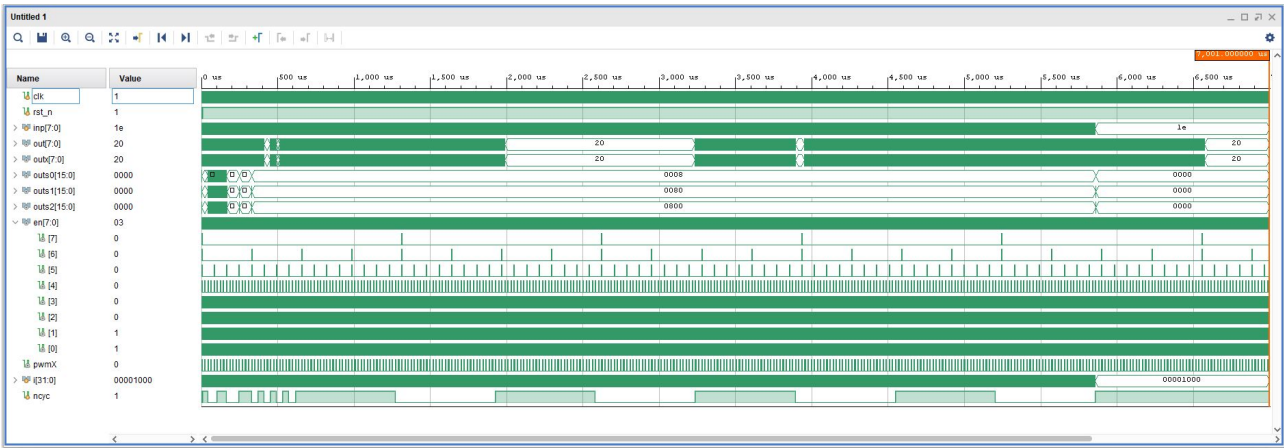 Untitled 1
7,001.000000 us
Name Value 0 us 500 us 1,000 us 1,500 us 2,000 us 2,500 us 3,000 us 3,500 us 4,000 us 4,500 us 5,000 us 5,500 us 6,000 us 6,500 us
clk 1
rst_n 1
inp[7:0] 1e 1e
out[7:0] 20 20 20
outx[7:0] 20 20 20
outs0[15:0] 0000 0008 0000
outs1[15:0] 0000 0080 0000
outs2[15:0] 0000 0800 0000
en[7:0] 03
[7] 0
[6] 0
[5] 0
[4] 0
[3] 0
[2] 0
[1] 1
[0] 1
pwmX 0
i[31:0] 00001000 00001000
ncyc 1